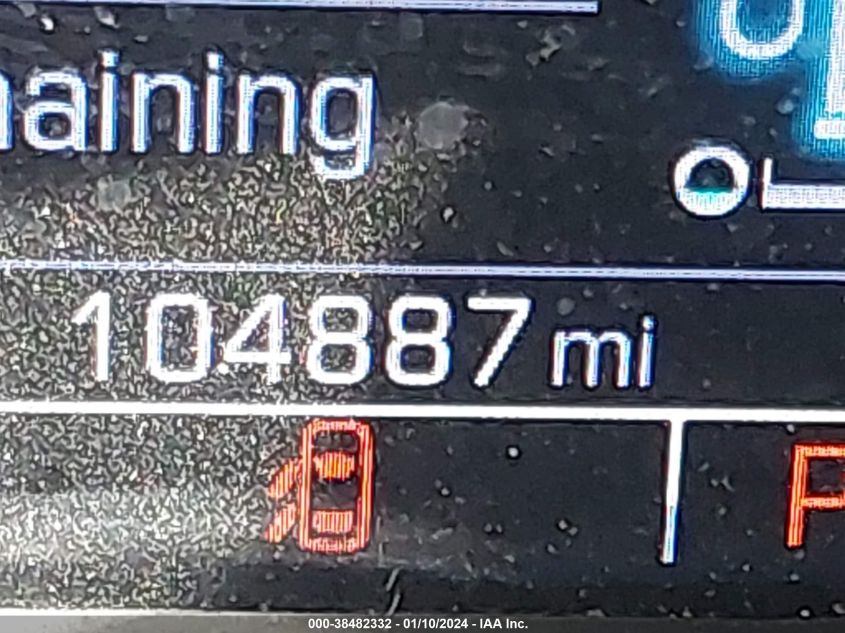 aining
104887 mi
P
000-38482332 - 01/10/2024 - IAA Inc.